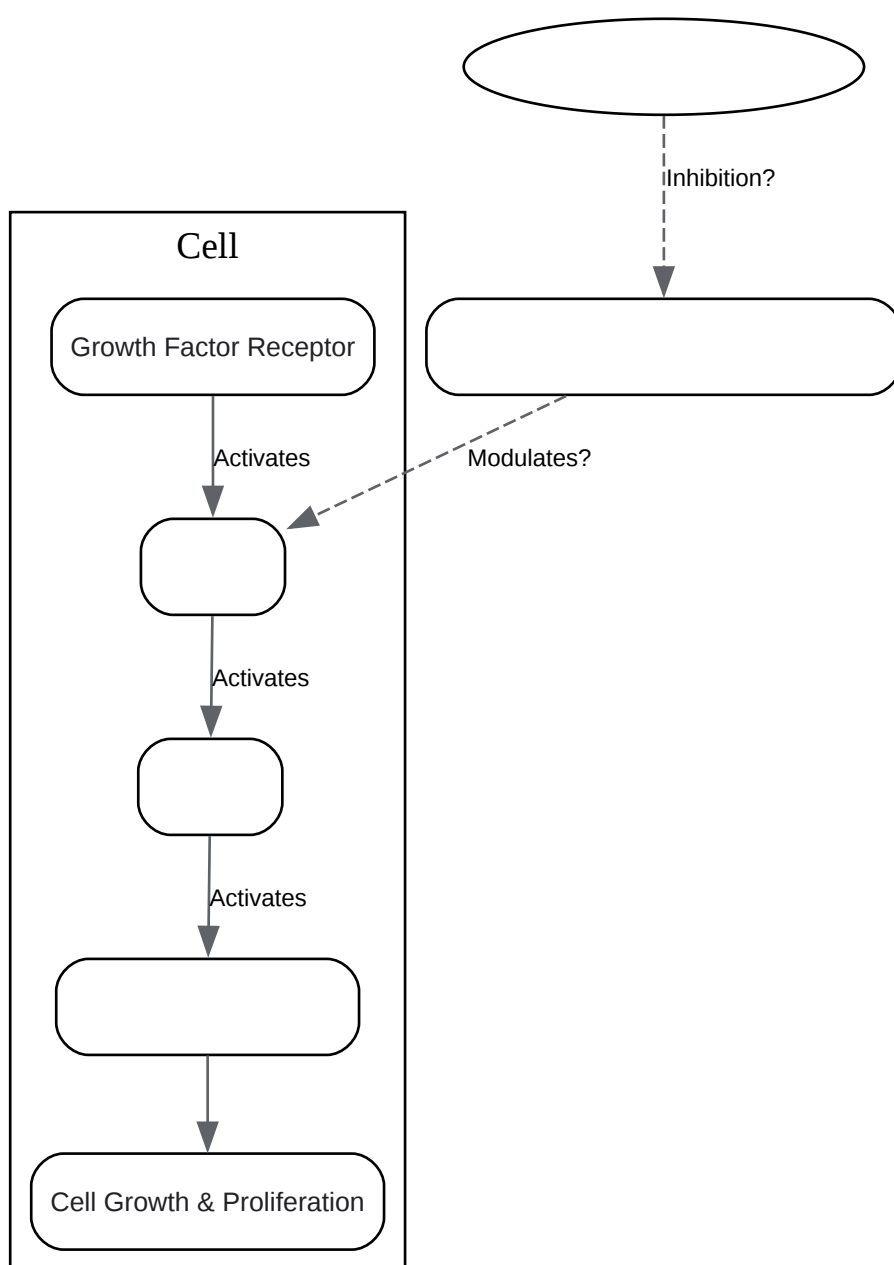 Inhibition?
Cell
Growth Factor Receptor
Activates
Modulates?
Activates
Activates
Cell Growth & Proliferation